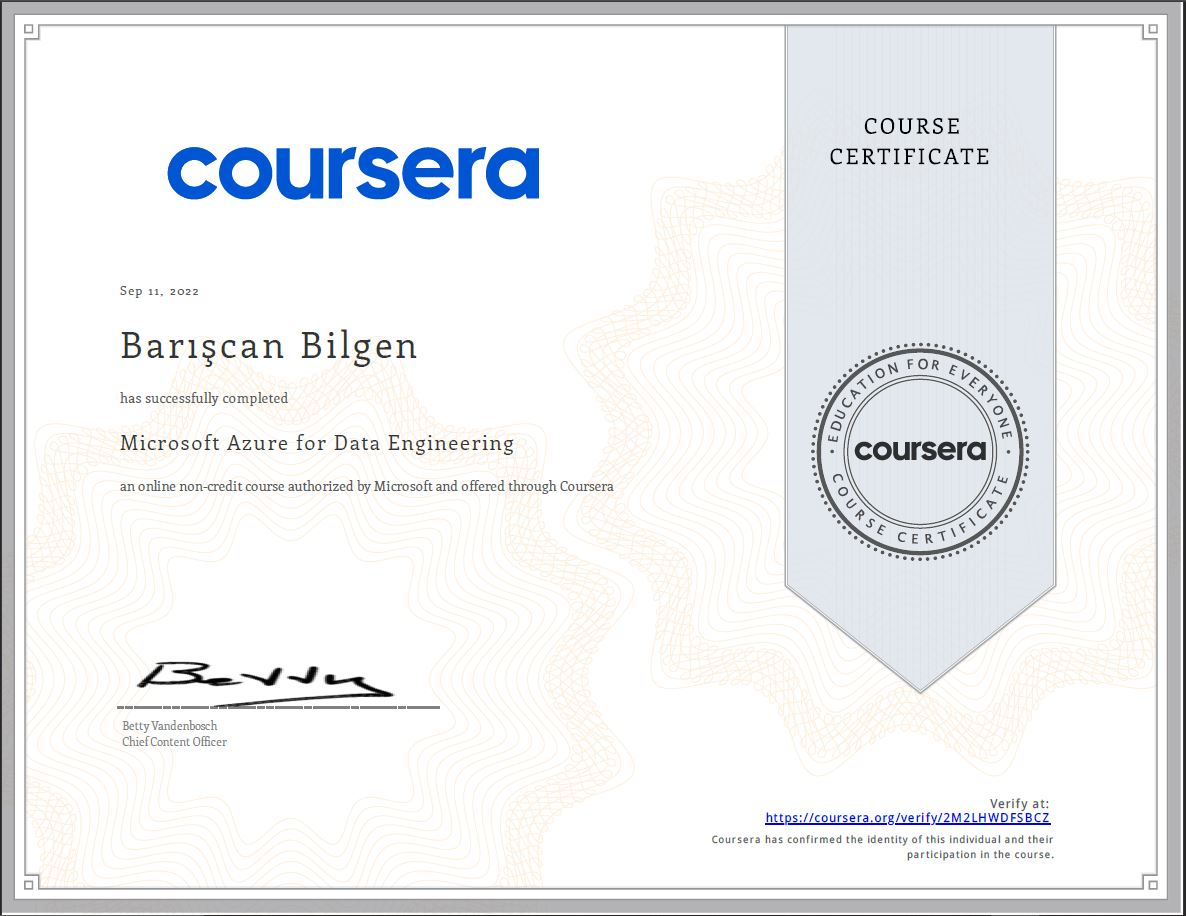 coursera
COURSE
CERTIFICATE
Sep 11, 2022
Barışcan Bilgen
has successfully completed
Microsoft Azure for Data Engineering
an online non-credit course authorized by Microsoft and offered through Coursera
EDUCATION FOR EVERYONE
coursera
COURSE CERTIFICATE
Betty
Betty Vandenbosch
Chief Content Officer
Verify at:
https://coursera.org/verify/2M2LHWDFSBCZ
Coursera has confirmed the identity of this individual and their
participation in the course.